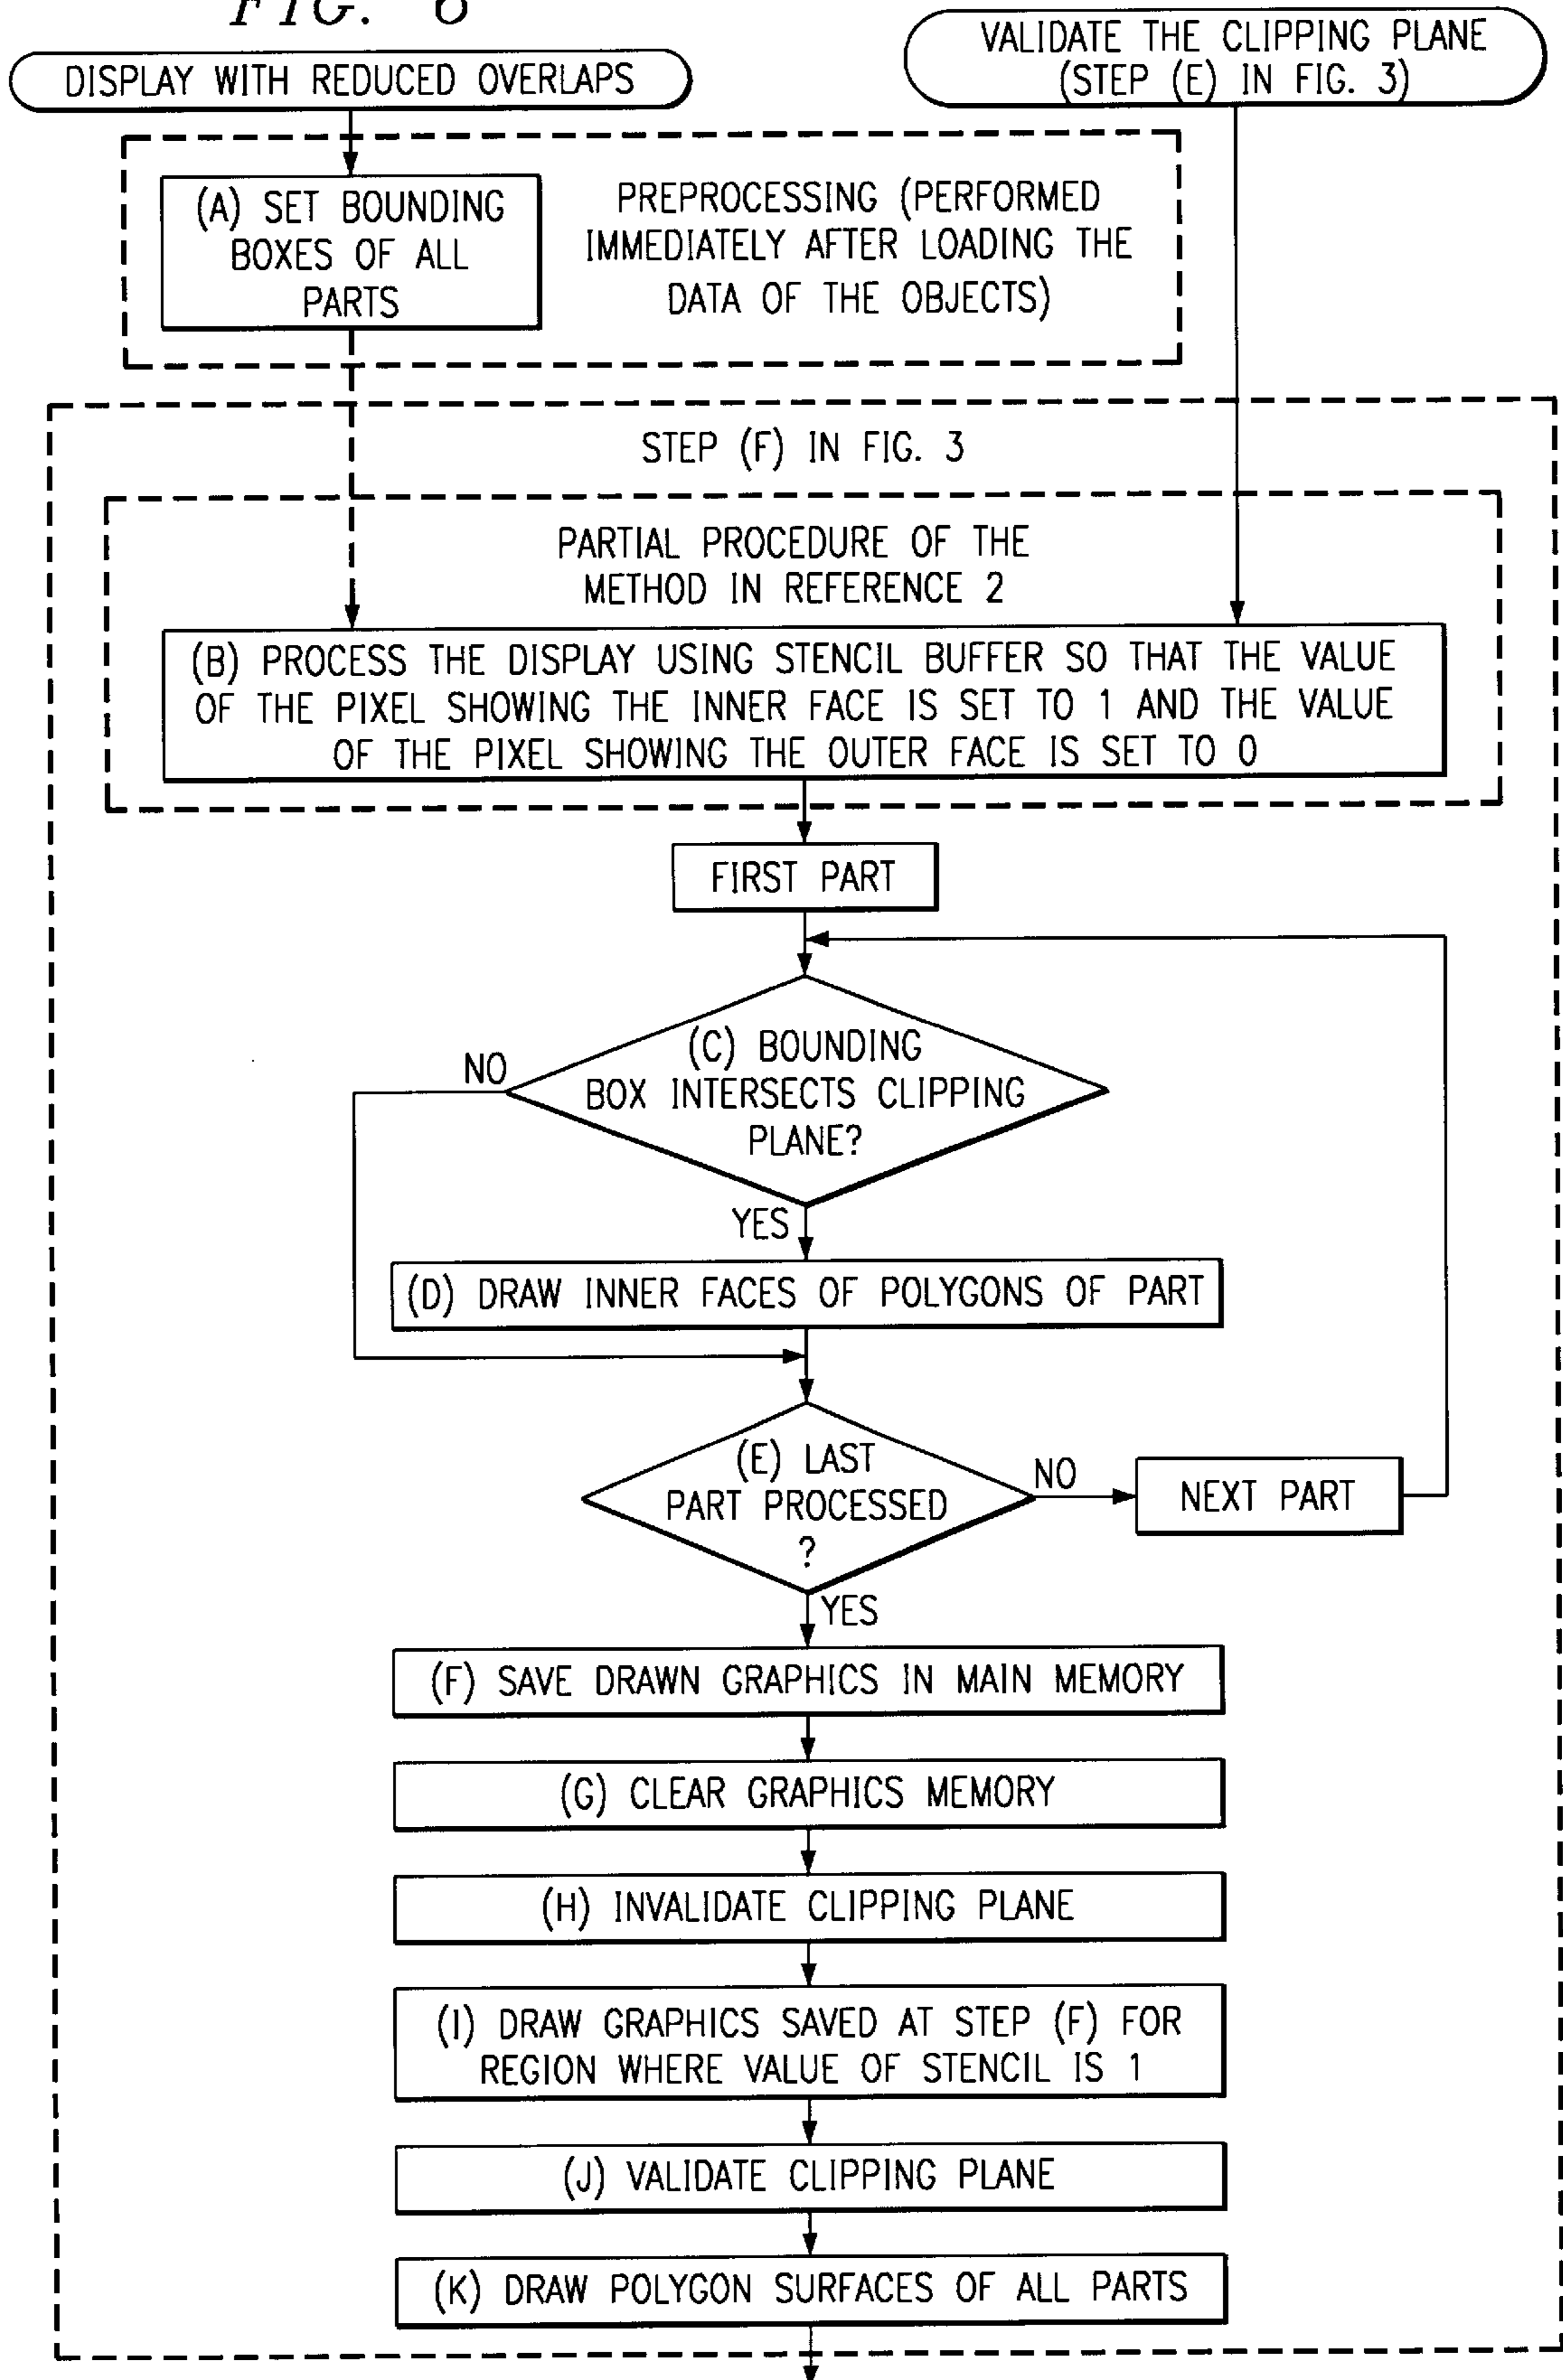 FIG. 6
DISPLAY WITH REDUCED OVERLAPS
VALIDATE THE CLIPPING PLANE
(STEP (E) IN FIG. 3)
(A) SET BOUNDING
BOXES OF ALL
PARTS
PREPROCESSING (PERFORMED
IMMEDIATELY AFTER LOADING THE
DATA OF THE OBJECTS)
STEP (F) IN FIG. 3
PARTIAL PROCEDURE OF THE
METHOD IN REFERENCE 2
(B) PROCESS THE DISPLAY USING STENCIL BUFFER SO THAT THE VALUE
OF THE PIXEL SHOWING THE INNER FACE IS SET TO 1 AND THE VALUE
OF THE PIXEL SHOWING THE OUTER FACE IS SET TO 0
FIRST PART
(C) BOUNDING
BOX INTERSECTS CLIPPING
PLANE?
NO
YES
(D) DRAW INNER FACES OF POLYGONS OF PART
(E) LAST
PART PROCESSED
?
NO
NEXT PART
YES
(F) SAVE DRAWN GRAPHICS IN MAIN MEMORY
(G) CLEAR GRAPHICS MEMORY
(H) INVALIDATE CLIPPING PLANE
(I) DRAW GRAPHICS SAVED AT STEP (F) FOR
REGION WHERE VALUE OF STENCIL IS 1
(J) VALIDATE CLIPPING PLANE
(K) DRAW POLYGON SURFACES OF ALL PARTS